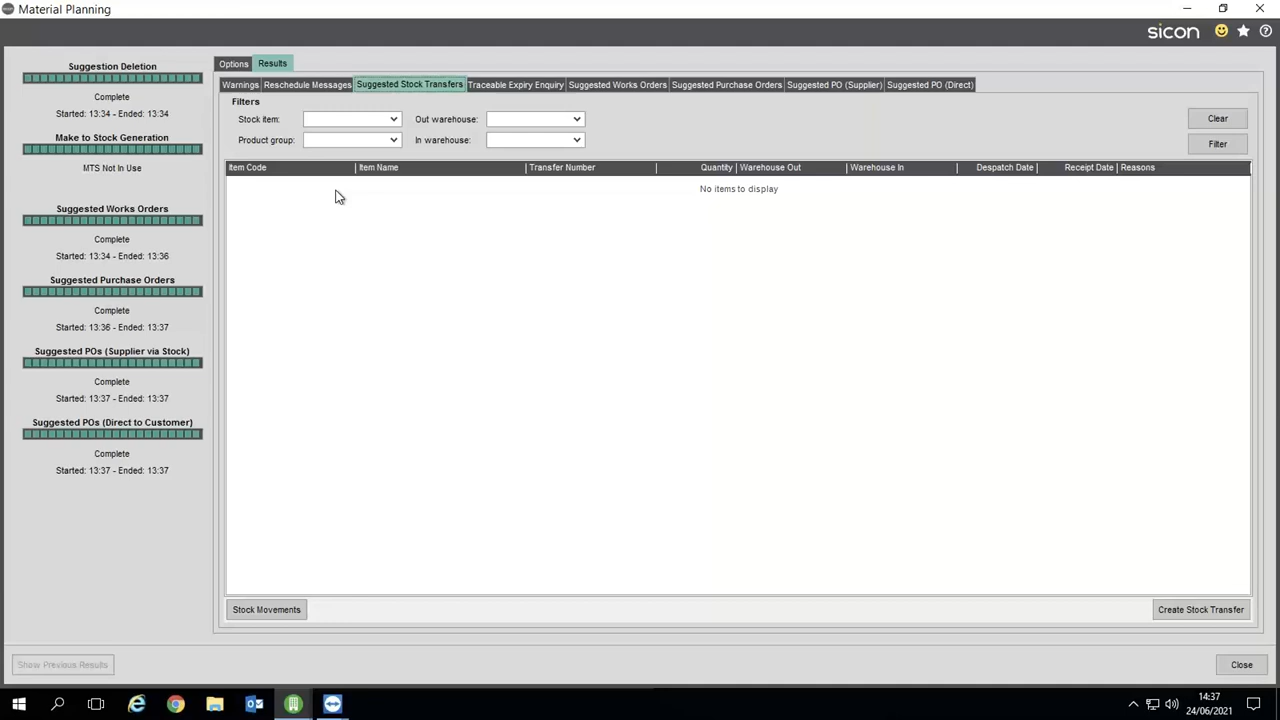 Material Planning
sicon
Options Results
Suggestion Deletion
Complete
Started: 13:34 - Ended: 13:34
Make to Stock Generation
MTS Not In Use
Suggested Works Orders
Complete
Started: 13:34 - Ended: 13:36
Suggested Purchase Orders
Complete
Started: 13:36 - Ended: 13:37
Suggested POs (Supplier via Stock)
Complete
Started: 13:37 - Ended: 13:37
Suggested POs (Direct to Customer)
Complete
Started: 13:37 - Ended: 13:37
Warnings Reschedule Messages Suggested Stock Transfers Traceable Expiry Enquiry Suggested Works Orders Suggested Purchase Orders Suggested PO (Supplier) Suggested PO (Direct)
Filters
Stock item: Out warehouse: Clear
Product group: In warehouse: Filter
Item Code Item Name Transfer Number Quantity Warehouse Out Warehouse In Despatch Date Receipt Date Reasons
No items to display
Stock Movements Create Stock Transfer
Show Previous Results Close
14:37
24/06/2021